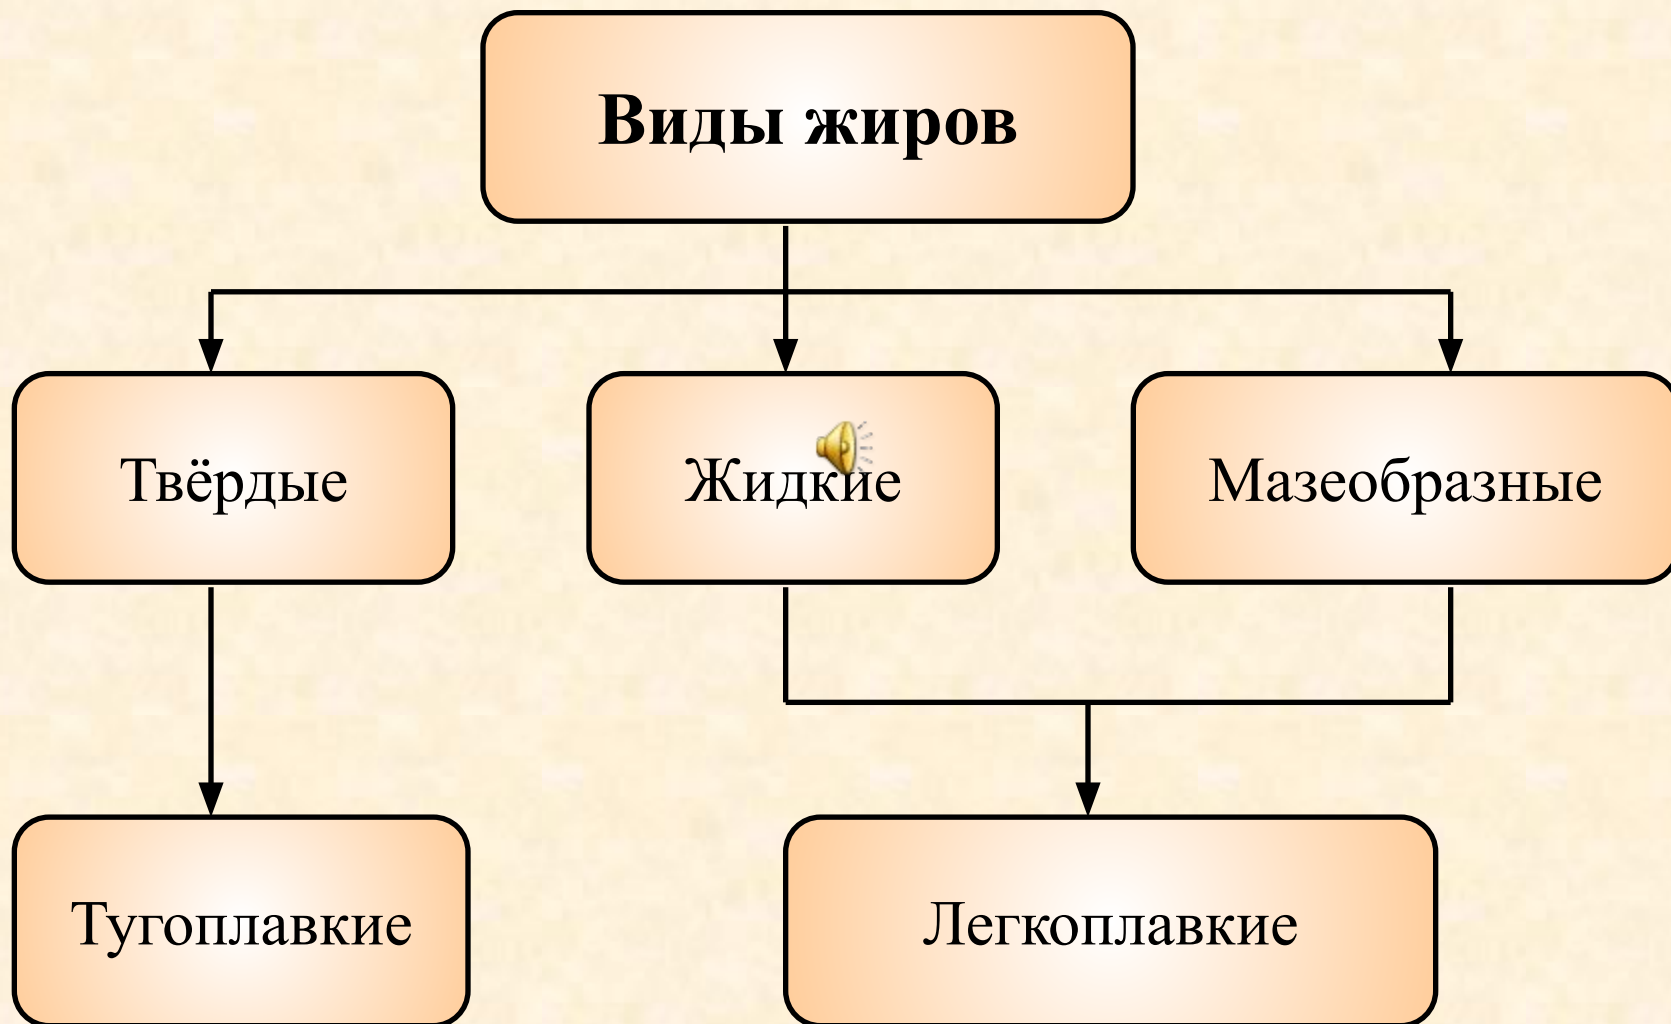 Виды жиров
Твёрдые
Жидкие
Мазеобразные
Тугоплавкие
Легкоплавкие